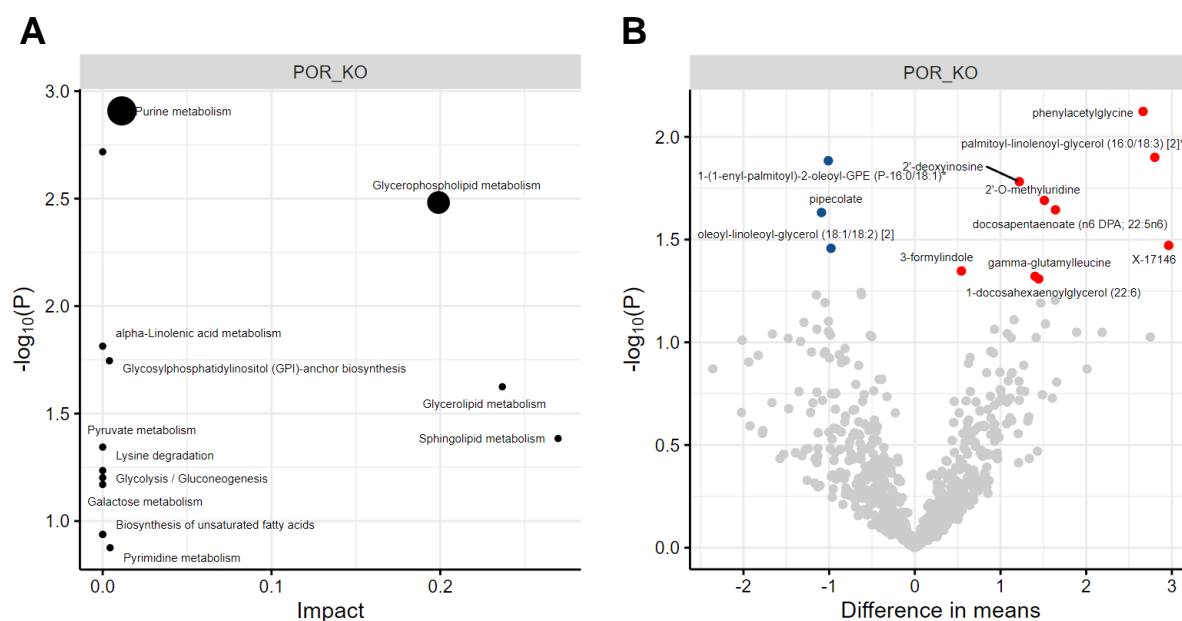 A
B
POR_KO
POR_KO
-log10(P)
3.0
2.5
2.0
1.5
1.0
Purine metabolism
Glycerophospholipid metabolism
alpha-Linolenic acid metabolism
Glycosylphosphatidylinositol (GPI)-anchor biosynthesis
Glycerolipid metabolism
Pyruvate metabolism
Sphingolipid metabolism
Lysine degradation
Glycolysis / Gluconeogenesis
Galactose metabolism
Biosynthesis of unsaturated fatty acids
Pyrimidine metabolism
0.0
0.1
0.2
Impact
-log10(P)
2.0
1.5
1.0
0.5
0.0
phenylacetylglycine
palmitoyl-linolenoyl-glycerol (16:0/18:3) [2]*
2'-deoxyinosine
1-(1-enyl-palmitoyl)-2-oleoyl-GPE (P-16:0/18:1)*
2'-O-methyluridine
pipecolate
docosapentaenoate (n6 DPA; 22:5n6)
oleoyl-linoleoyl-glycerol (18:1/18:2) [2]
3-formylindole
gamma-glutamylleucine
X-17146
1-docosahexaenoylglycerol (22:6)
-2
-1
0
1
2
3
Difference in means